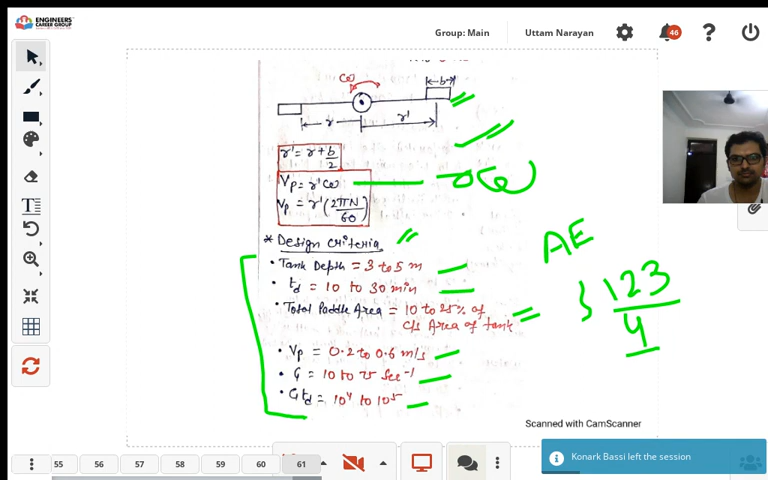 ENGINEERS
CAREER GROUP
Group: Main
Uttam Narayan
46
b
r
r'
r' = r + b/2
Vp = r'ω
rω
Vp = r' (2πN/60)
* Design criteria
AE
• Tank Depth = 3 to 5 m
• td = 10 to 30 min
123
4
• Total Paddle Area = 10 to 25% of
c/s Area of tank
• Vp = 0.2 to 0.6 m/s
• G = 10 to 75 sec⁻¹
• Gtd = 10⁴ to 10⁵
Scanned with CamScanner
Konark Bassi left the session
55 56 57 58 59 60 61